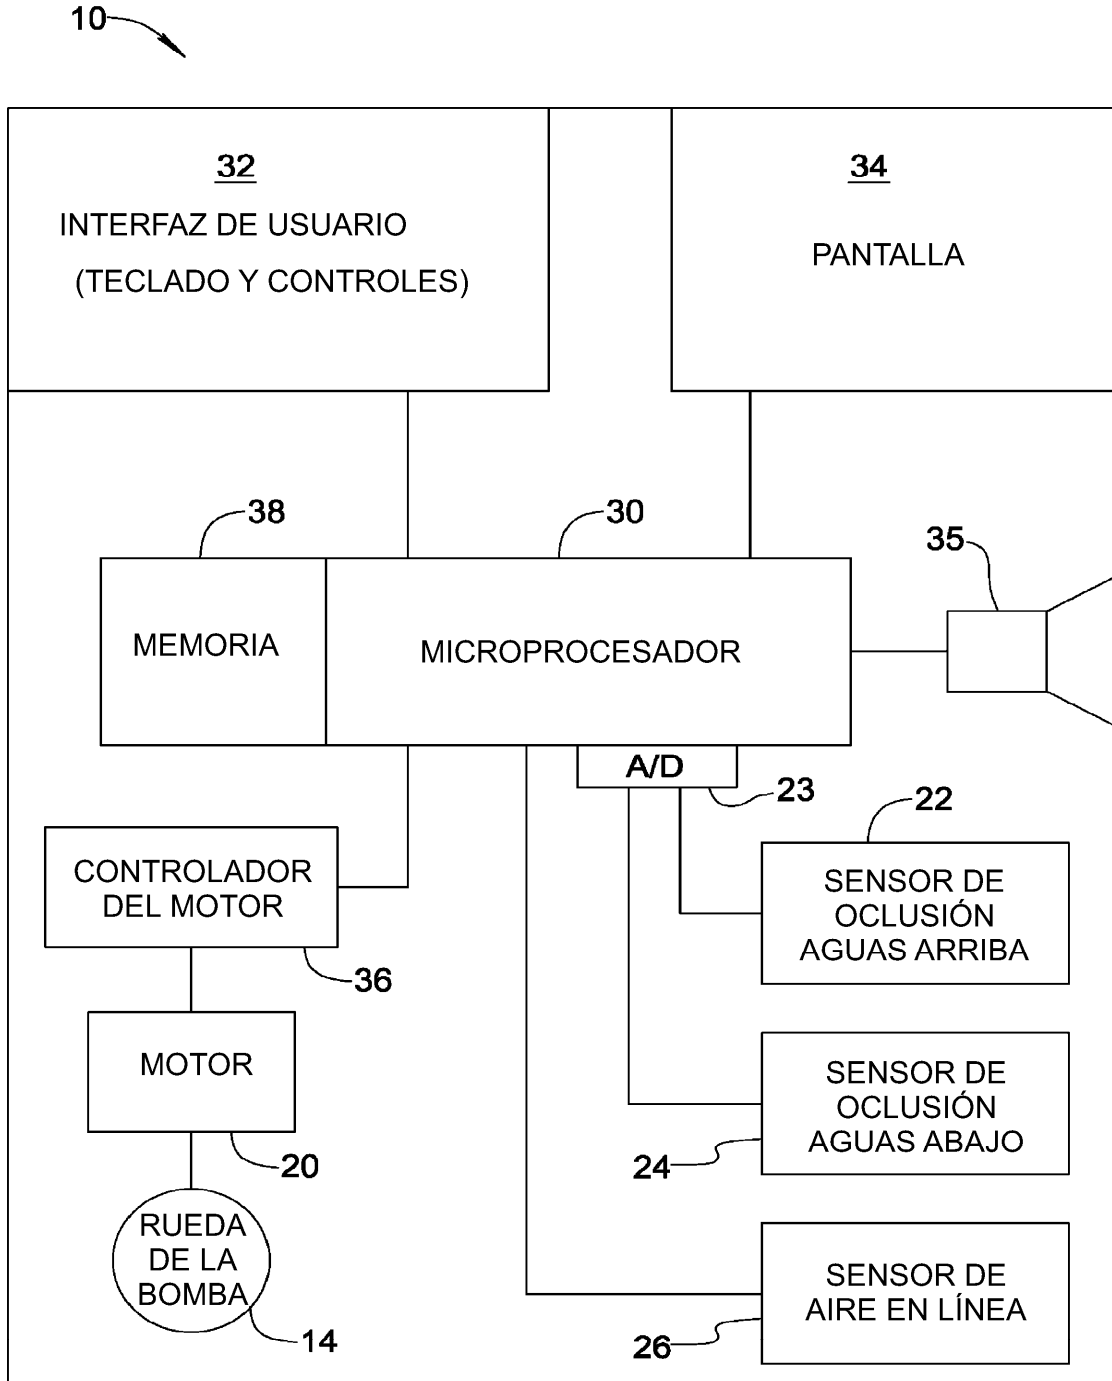 10
32
INTERFAZ DE USUARIO
(TECLADO Y CONTROLES)
34
PANTALLA
38
30
35
MEMORIA
MICROPROCESADOR
A/D
23
22
CONTROLADOR
DEL MOTOR
36
SENSOR DE
OCLUSIÓN
AGUAS ARRIBA
MOTOR
20
SENSOR DE
OCLUSIÓN
AGUAS ABAJO
24
RUEDA
DE LA
BOMBA
14
SENSOR DE
AIRE EN LÍNEA
26